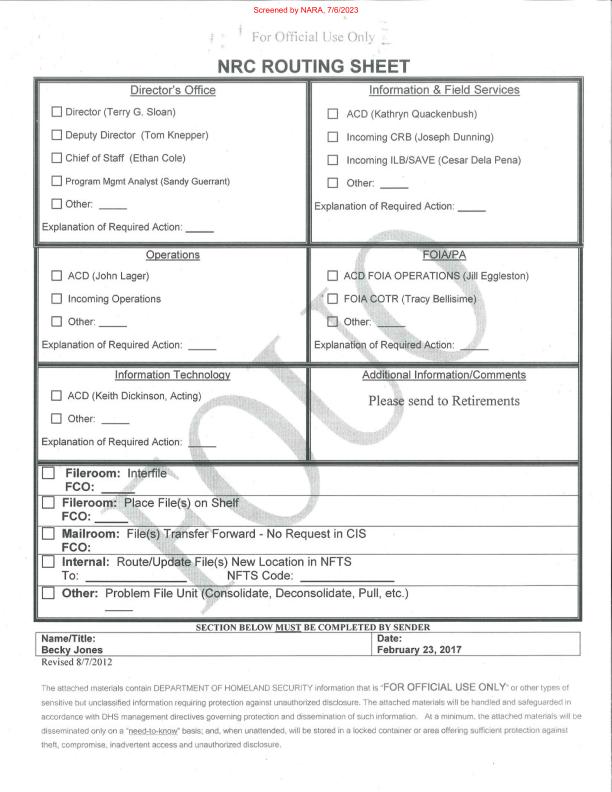 Screened by NARA, 7/6/2023
For Official Use Only
NRC ROUTING SHEET
Director's Office
☐ Director (Terry G. Sloan)
☐ Deputy Director (Tom Knepper)
☐ Chief of Staff (Ethan Cole)
☐ Program Mgmt Analyst (Sandy Guerrant)
☐ Other: _____
Explanation of Required Action: _____
Information & Field Services
☐ ACD (Kathryn Quackenbush)
☐ Incoming CRB (Joseph Dunning)
☐ Incoming ILB/SAVE (Cesar Dela Pena)
☐ Other: _____
Explanation of Required Action: _____
Operations
☐ ACD (John Lager)
☐ Incoming Operations
☐ Other: _____
Explanation of Required Action: _____
FOIA/PA
☐ ACD FOIA OPERATIONS (Jill Eggleston)
☐ FOIA COTR (Tracy Bellisime)
☐ Other: _____
Explanation of Required Action: _____
Information Technology
☐ ACD (Keith Dickinson, Acting)
☐ Other: _____
Explanation of Required Action: _____
Additional Information/Comments
Please send to Retirements
FOUO
☐ Fileroom: Interfile
FCO: _____
☐ Fileroom: Place File(s) on Shelf
FCO: _____
☐ Mailroom: File(s) Transfer Forward - No Request in CIS
FCO:
☐ Internal: Route/Update File(s) New Location in NFTS
To: _______________ NFTS Code: _______________
☐ Other: Problem File Unit (Consolidate, Deconsolidate, Pull, etc.)
_____
SECTION BELOW MUST BE COMPLETED BY SENDER
Name/Title: Date:
Becky Jones February 23, 2017
Revised 8/7/2012
The attached materials contain DEPARTMENT OF HOMELAND SECURITY information that is "FOR OFFICIAL USE ONLY" or other types of
sensitive but unclassified information requiring protection against unauthorized disclosure. The attached materials will be handled and safeguarded in
accordance with DHS management directives governing protection and dissemination of such information. At a minimum, the attached materials will be
disseminated only on a "need-to-know" basis; and, when unattended, will be stored in a locked container or area offering sufficient protection against
theft, compromise, inadvertent access and unauthorized disclosure.